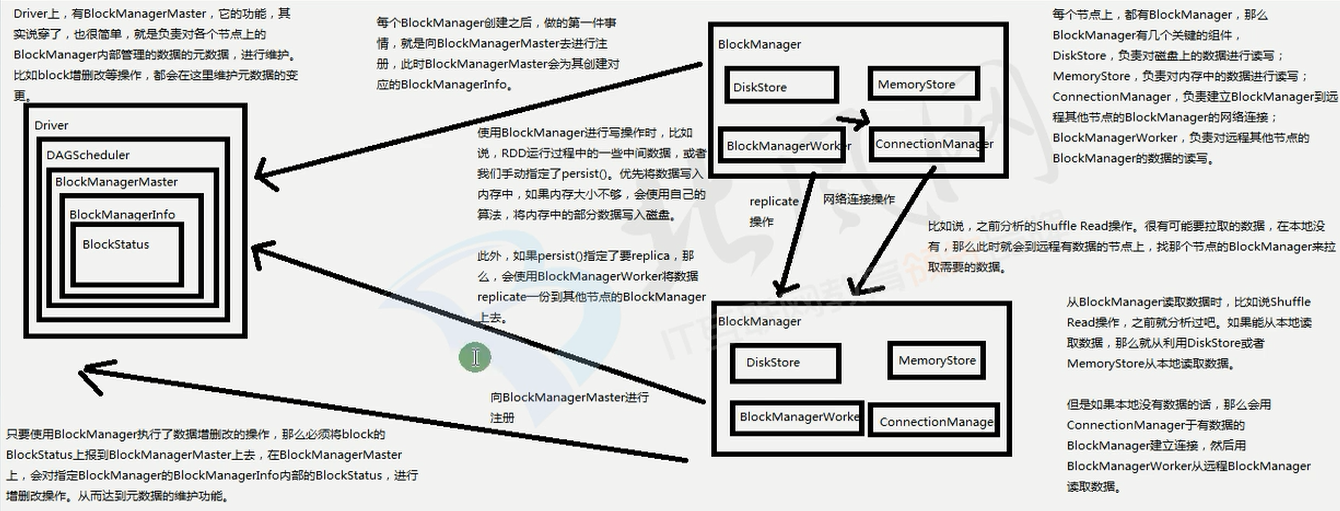 Driver上，有BlockManagerMaster，它的功能，其
实说穿了，也很简单，就是负责对各个节点上的
BlockManager内部管理的数据的元数据，进行维护。
比如block增删改等操作，都会在这里维护元数据的变
更。
Driver
DAGScheduler
BlockManagerMaster
BlockManagerInfo
BlockStatus
只要使用BlockManager执行了数据增删改的操作，那么必须将block的
BlockStatus上报到BlockManagerMaster上去，在BlockManagerMaster
上，会对指定BlockManager的BlockManagerInfo内部的BlockStatus，进行
增删改操作。从而达到元数据的维护功能。
每个BlockManager创建之后，做的第一件事
情，就是向BlockManagerMaster去进行注
册，此时BlockManagerMaster会为其创建对
应的BlockManagerInfo。
使用BlockManager进行写操作时，比如
说，RDD运行过程中的一些中间数据，或者
我们手动指定了persist()。优先将数据写入
内存中，如果内存大小不够，会使用自己的
算法，将内存中的部分数据写入磁盘。
此外，如果persist()指定了要replica，那
么，会使用BlockManagerWorker将数据
replicate一份到其他节点的BlockManager
上去。
向BlockManagerMaster进行
注册
BlockManager
DiskStore
MemoryStore
BlockManagerWorker
ConnectionManager
replicate
操作
网络连接操作
BlockManager
DiskStore
MemoryStore
BlockManagerWorke
ConnectionManage
每个节点上，都有BlockManager，那么
BlockManager有几个关键的组件，
DiskStore，负责对磁盘上的数据进行读写；
MemoryStore，负责对内存中的数据进行读写；
ConnectionManager，负责建立BlockManager到远
程其他节点的BlockManager的网络连接；
BlockManagerWorker，负责对远程其他节点的
BlockManager的数据的读写。
比如说，之前分析的Shuffle Read操作。很有可能要拉取的数据，在本地没
有，那么此时就会到远程有数据的节点上，找那个节点的BlockManager来拉
取需要的数据。
从BlockManager读取数据时，比如说Shuffle
Read操作，之前就分析过吧。如果能从本地读
取数据，那么就从利用DiskStore或者
MemoryStore从本地读取数据。
但是如果本地没有数据的话，那么会用
ConnectionManager于有数据的
BlockManager建立连接，然后用
BlockManagerWorker从远程BlockManager
读取数据。